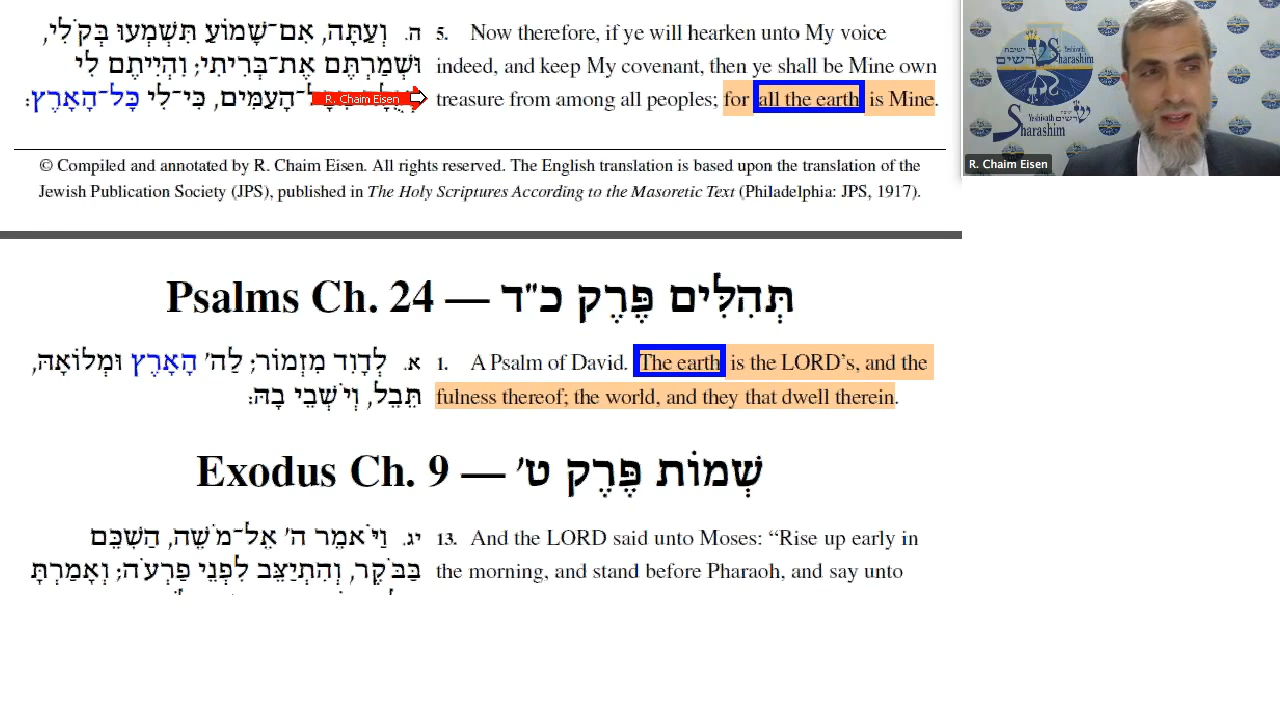 ה. וְעַתָּה, אִם־שָׁמוֹעַ תִּשְׁמְעוּ בְּקֹלִי,
וּשְׁמַרְתֶּם אֶת־בְּרִיתִי; וִהְיִיתֶם לִי
הָעַמִּים, כִּי־לִי כָּל־הָאָרֶץ:
R. Chaim Eisen
5. Now therefore, if ye will hearken unto My voice
indeed, and keep My covenant, then ye shall be Mine own
treasure from among all peoples; for all the earth is Mine.
© Compiled and annotated by R. Chaim Eisen. All rights reserved. The English translation is based upon the translation of the
Jewish Publication Society (JPS), published in The Holy Scriptures According to the Masoretic Text (Philadelphia: JPS, 1917).
Psalms Ch. 24 — תְּהִלִּים פֶּרֶק כ"ד
א. לְדָוִד מִזְמוֹר; לַה' הָאָרֶץ וּמְלוֹאָהּ,
תֵּבֵל, וְיֹשְׁבֵי בָהּ:
1. A Psalm of David. The earth is the LORD's, and the
fulness thereof; the world, and they that dwell therein.
Exodus Ch. 9 — שְׁמוֹת פֶּרֶק ט'
יג. וַיֹּאמֶר ה' אֶל־מֹשֶׁה, הַשְׁכֵּם
בַּבֹּקֶר, וְהִתְיַצֵּב לִפְנֵי פַרְעֹה; וְאָמַרְתָּ
13. And the LORD said unto Moses: “Rise up early in
the morning, and stand before Pharaoh, and say unto
ישיבת
שרשים
Sharashim
Yeshivath
שרשים
Sharashim
R. Chaim Eisen